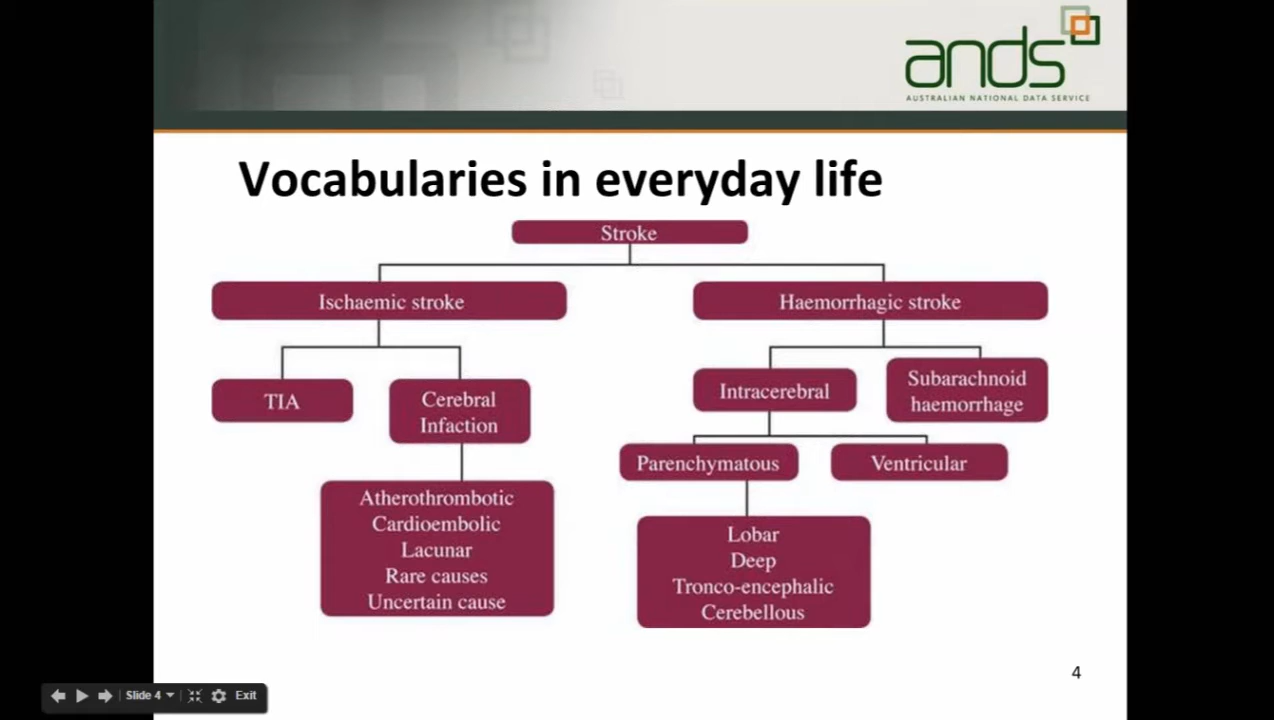 ands
AUSTRALIAN NATIONAL DATA SERVICE
Vocabularies in everyday life
Stroke
Ischaemic stroke
Haemorrhagic stroke
TIA
Cerebral
Infaction
Intracerebral
Subarachnoid
haemorrhage
Parenchymatous
Ventricular
Atherothrombotic
Cardioembolic
Lacunar
Rare causes
Uncertain cause
Lobar
Deep
Tronco-encephalic
Cerebellous
4
Slide 4
Exit